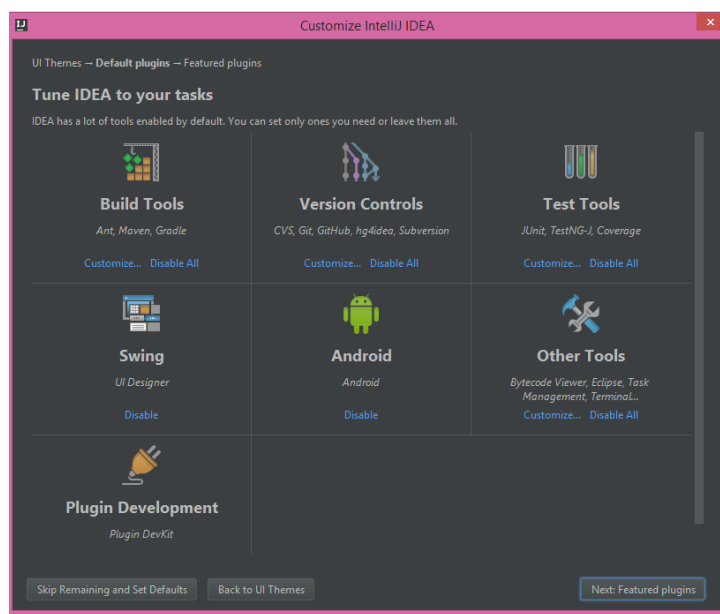 IJ
Customize IntelliJ IDEA
UI Themes → Default plugins → Featured plugins
Tune IDEA to your tasks
IDEA has a lot of tools enabled by default. You can set only ones you need or leave them all.
Build Tools
Ant, Maven, Gradle
Customize... Disable All
Version Controls
CVS, Git, GitHub, hg4idea, Subversion
Customize... Disable All
Test Tools
JUnit, TestNG-J, Coverage
Customize... Disable All
Swing
UI Designer
Disable
Android
Android
Disable
Other Tools
Bytecode Viewer, Eclipse, Task
Management, Terminal...
Customize... Disable All
Plugin Development
Plugin DevKit
Skip Remaining and Set Defaults
Back to UI Themes
Next: Featured plugins